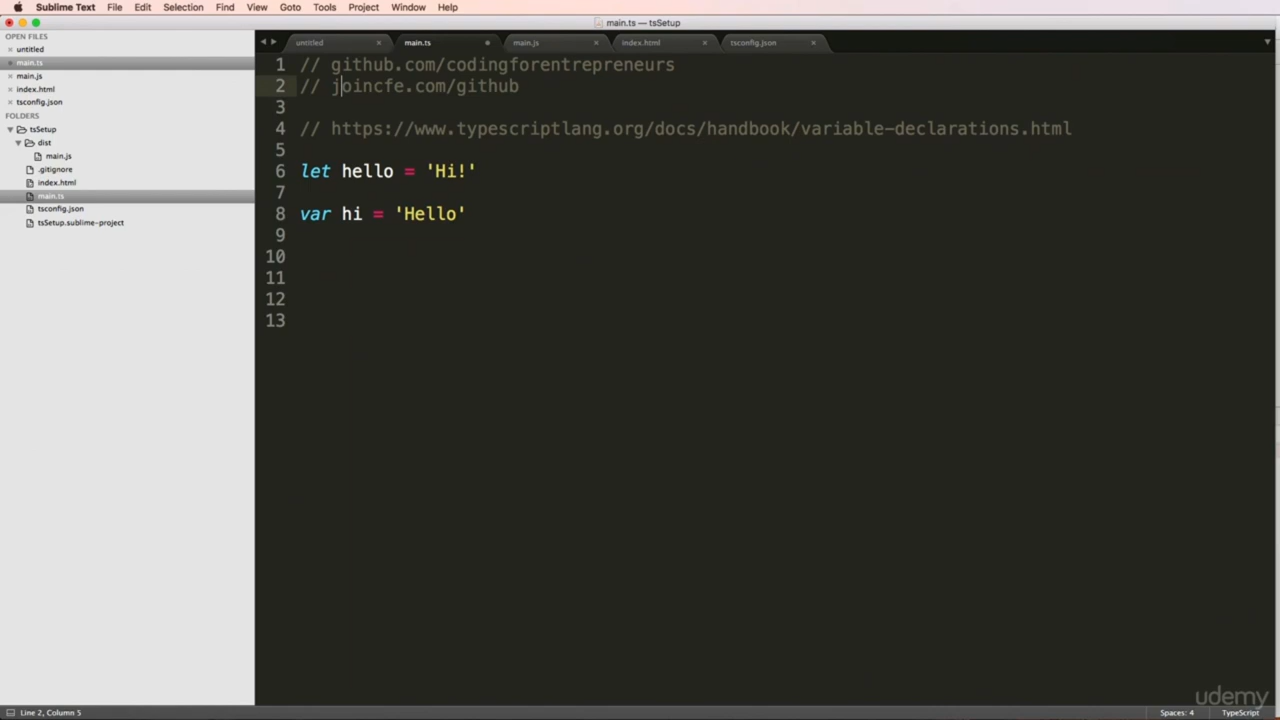 Sublime Text File Edit Selection Find View Goto Tools Project Window Help
main.ts — tsSetup
OPEN FILES
untitled
main.ts
main.js
index.html
tsconfig.json
FOLDERS
tsSetup
dist
main.js
.gitignore
index.html
main.ts
tsconfig.json
tsSetup.sublime-project
untitled main.ts main.js index.html tsconfig.json
1 // github.com/codingforentrepreneurs
2 // joincfe.com/github
3
4 // https://www.typescriptlang.org/docs/handbook/variable-declarations.html
5
6 let hello = 'Hi!'
7
8 var hi = 'Hello'
9
10
11
12
13
udemy
Line 2, Column 5 Spaces: 4 TypeScript